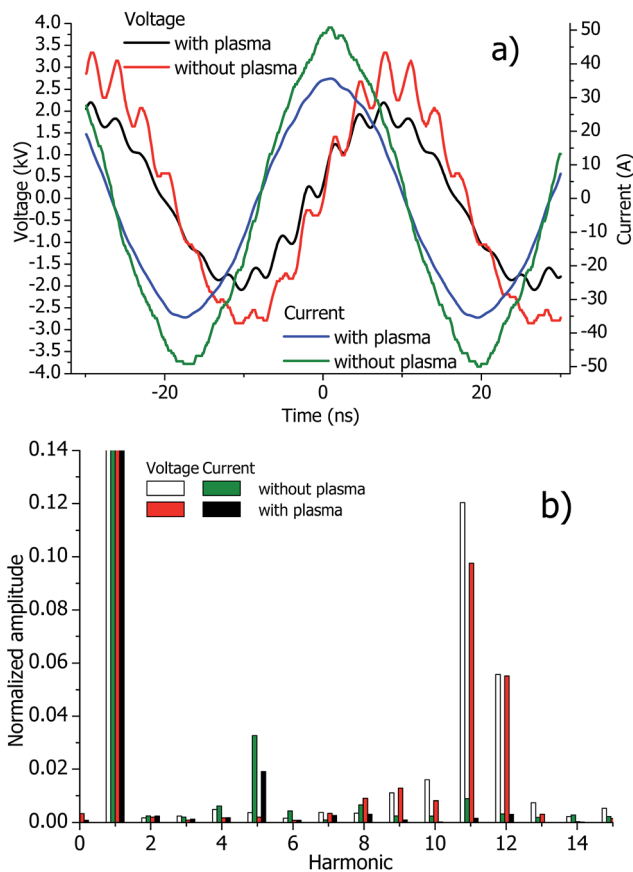 Voltage
with plasma
without plasma
a)
4.0
3.5
3.0
2.5
2.0
1.5
1.0
0.5
0.0
-0.5
-1.0
-1.5
-2.0
-2.5
-3.0
-3.5
-4.0
Voltage (kV)
50
40
30
20
10
0
-10
-20
-30
-40
-50
Current (A)
Current
with plasma
without plasma
-20
0
20
Time (ns)
b)
Voltage Current
without plasma
with plasma
0.14
0.12
0.10
0.08
0.06
0.04
0.02
0.00
Normalized amplitude
0
2
4
6
8
10
12
14
Harmonic